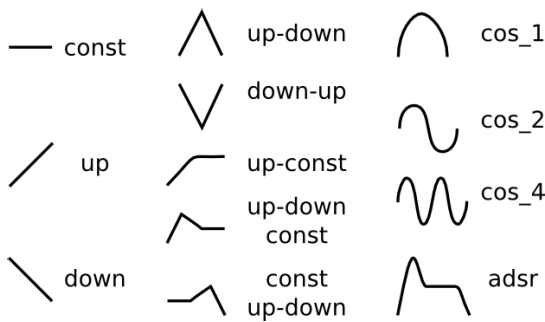 const
up
down
up-down
down-up
up-const
up-down
const
const
up-down
cos_1
cos_2
cos_4
adsr